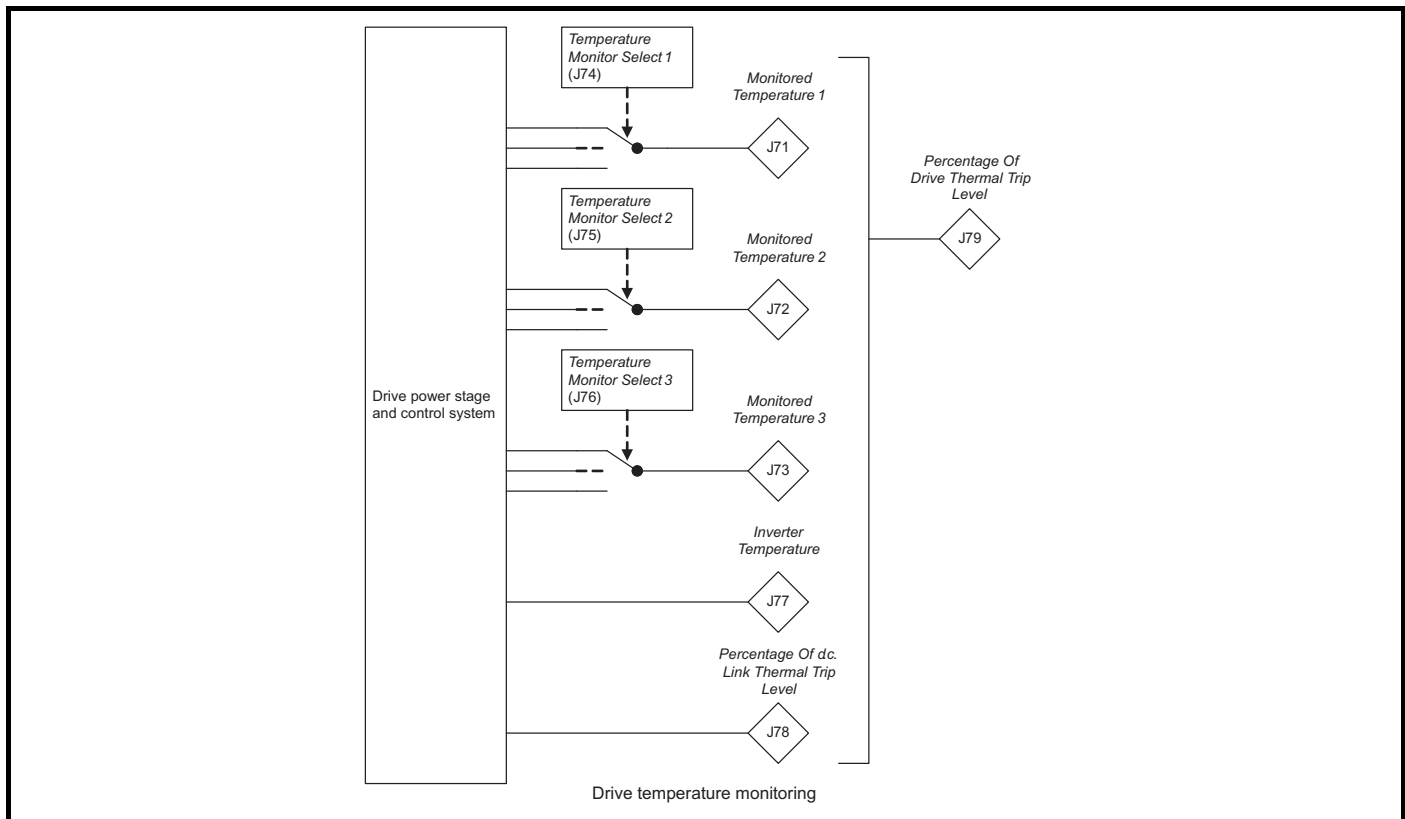 Temperature
Monitor Select 1
(J74)
Monitored
Temperature 1
J71
Percentage Of
Drive Thermal Trip
Level
J79
Temperature
Monitor Select 2
(J75)
Monitored
Temperature 2
J72
Temperature
Monitor Select 3
(J76)
Drive power stage
and control system
Monitored
Temperature 3
J73
Inverter
Temperature
J77
Percentage Of d.c.
Link Thermal Trip
Level
J78
Drive temperature monitoring